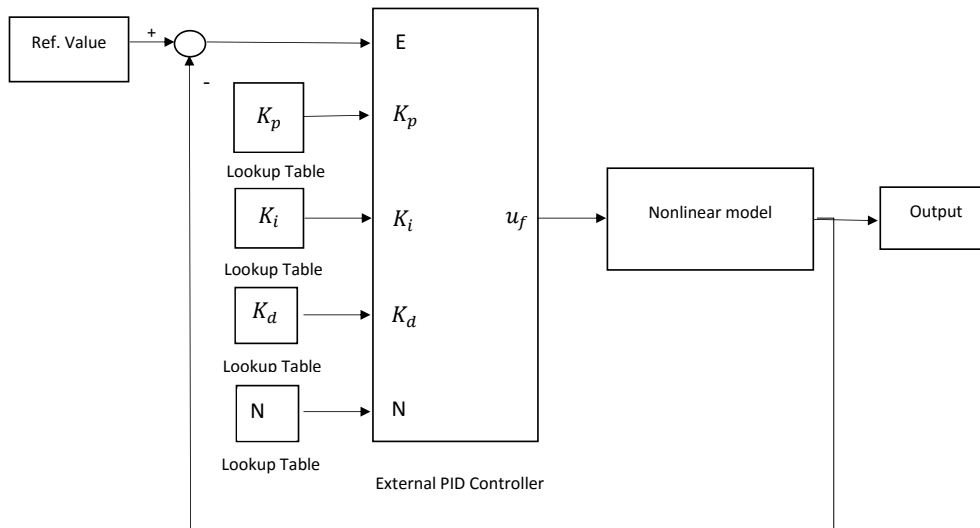 Ref. Value
+
-
E
K_p
K_p
Lookup Table
K_i
K_i
u_f
Nonlinear model
Output
Lookup Table
K_d
K_d
Lookup Table
N
N
Lookup Table
External PID Controller